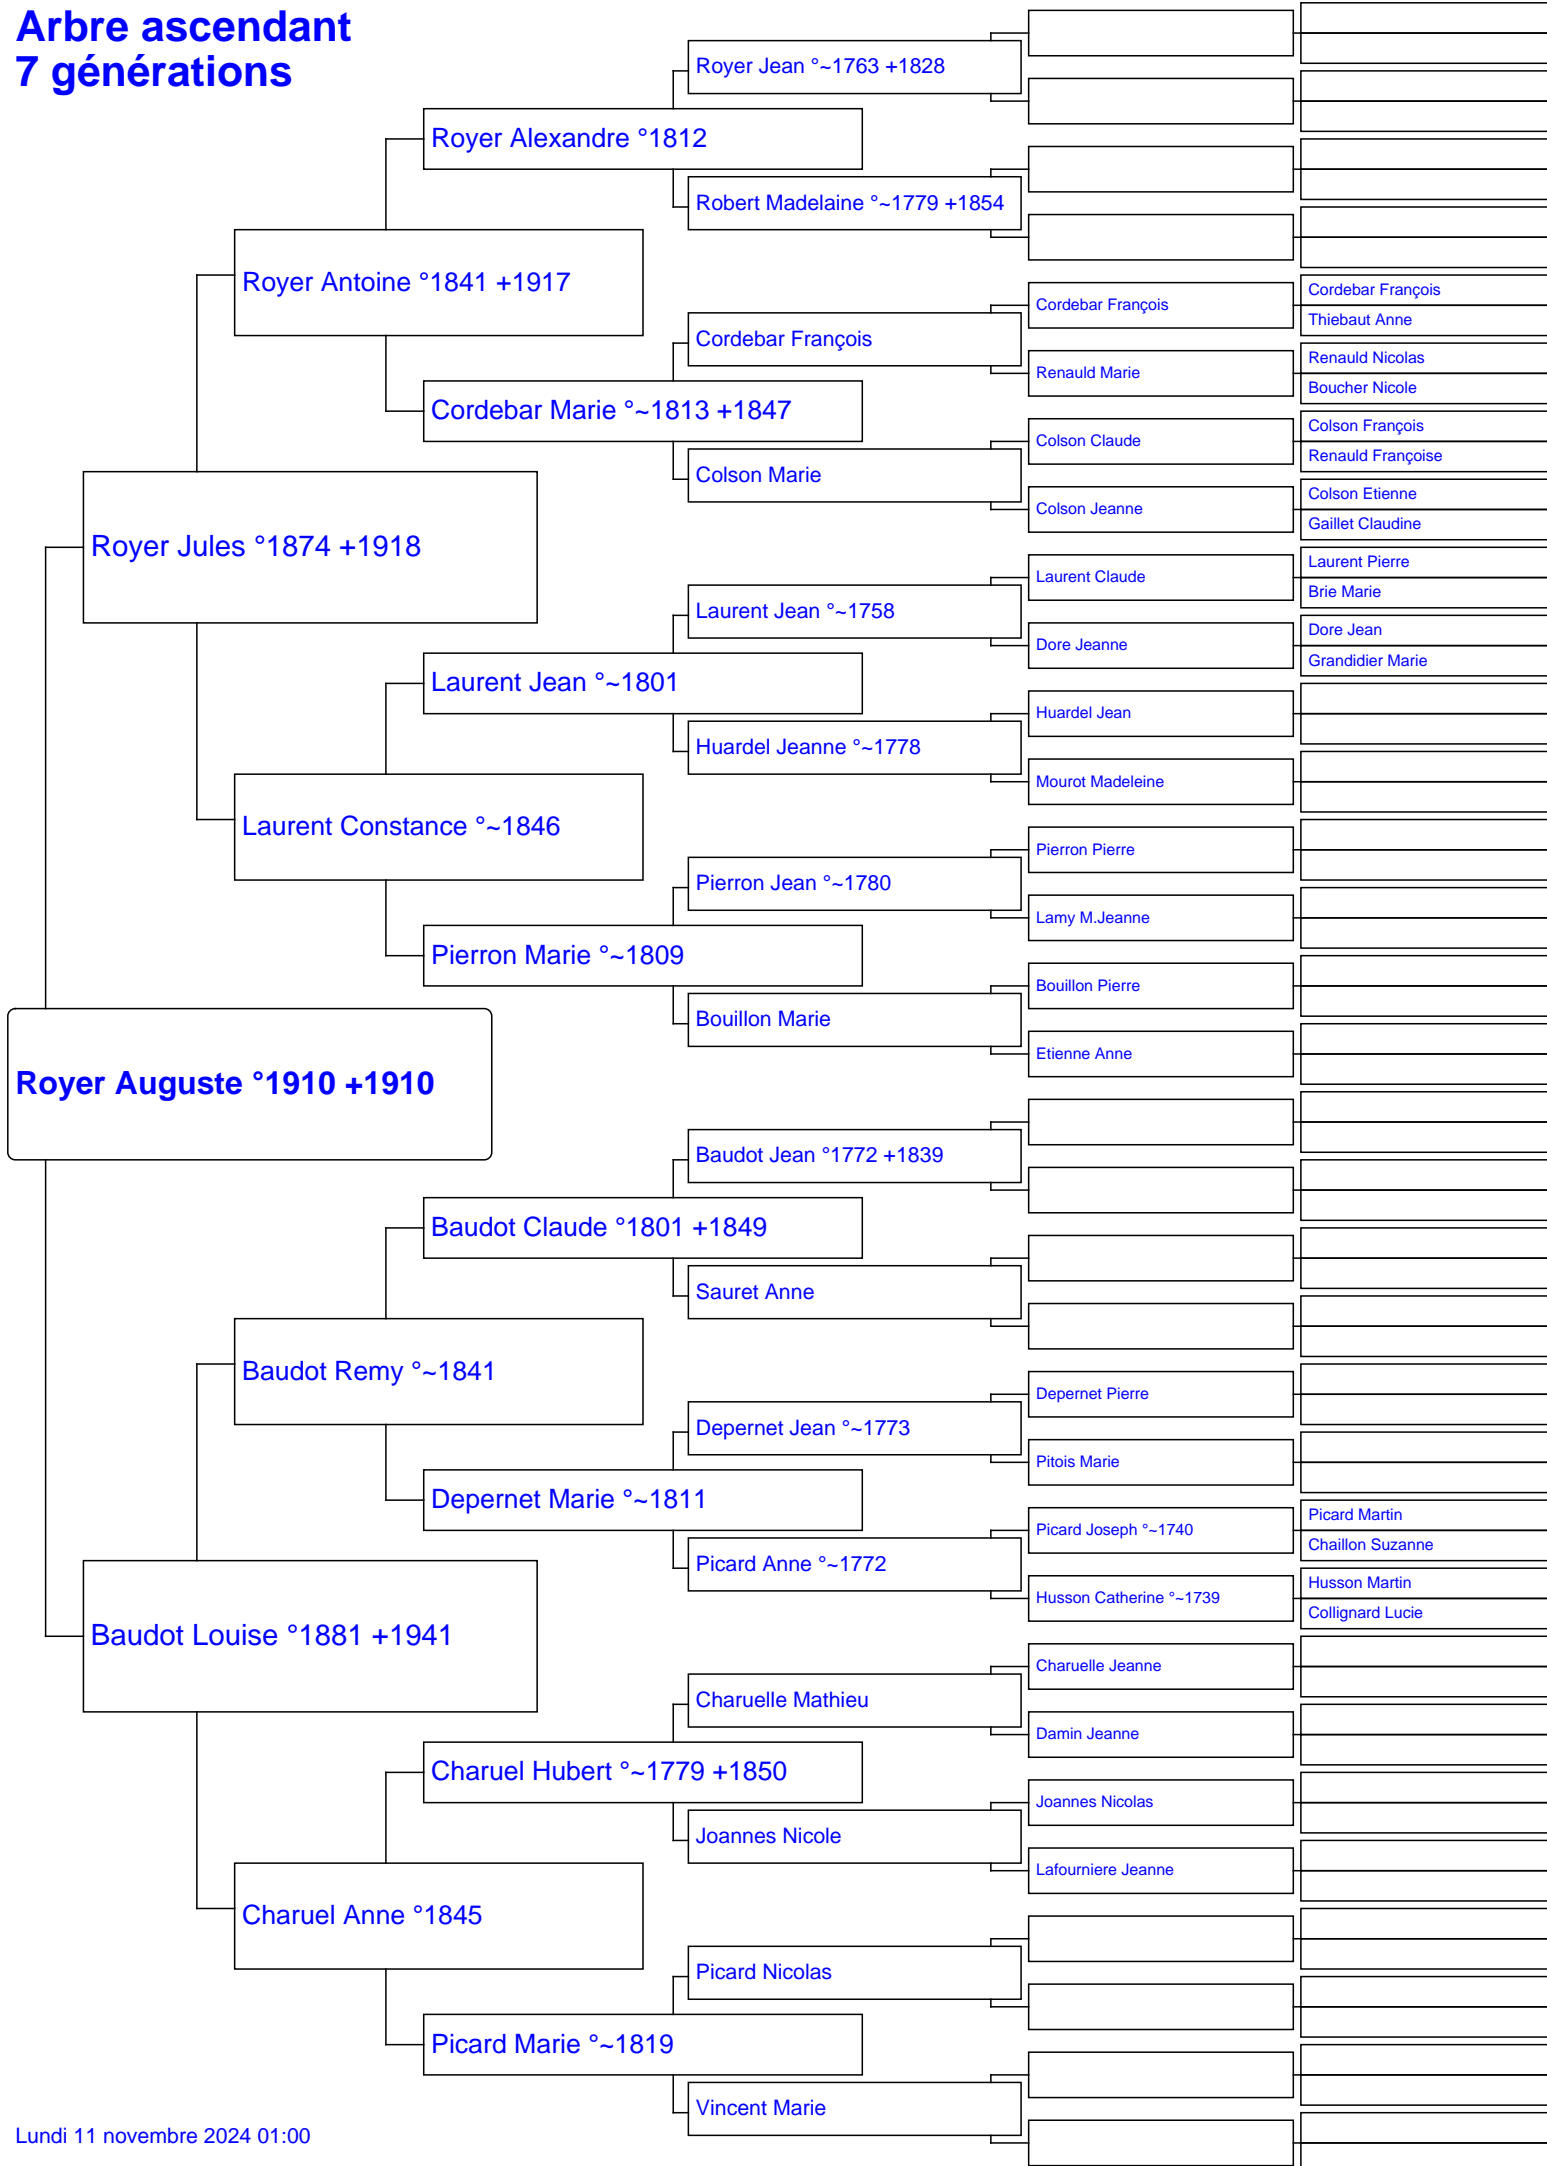 Arbre ascendant
7 générations
Royer Jean °~1763 +1828
Royer Alexandre °1812
Robert Madelaine °~1779 +1854
Royer Antoine °1841 +1917
Cordebar François
Cordebar François
Thiebaut Anne
Cordebar François
Renauld Marie
Renauld Nicolas
Boucher Nicole
Cordebar Marie °~1813 +1847
Colson Claude
Colson François
Renauld Françoise
Colson Marie
Colson Jeanne
Colson Etienne
Gaillet Claudine
Royer Jules °1874 +1918
Laurent Claude
Laurent Pierre
Brie Marie
Laurent Jean °~1758
Dore Jeanne
Dore Jean
Grandidier Marie
Laurent Jean °~1801
Huardel Jean
Huardel Jeanne °~1778
Mourot Madeleine
Laurent Constance °~1846
Pierron Pierre
Pierron Jean °~1780
Lamy M.Jeanne
Pierron Marie °~1809
Bouillon Pierre
Bouillon Marie
Etienne Anne
Royer Auguste °1910 +1910
Baudot Jean °1772 +1839
Baudot Claude °1801 +1849
Sauret Anne
Baudot Remy °~1841
Depernet Pierre
Depernet Jean °~1773
Pitois Marie
Depernet Marie °~1811
Picard Joseph °~1740
Picard Martin
Chaillon Suzanne
Picard Anne °~1772
Husson Catherine °~1739
Husson Martin
Collignard Lucie
Baudot Louise °1881 +1941
Charuelle Jeanne
Charuelle Mathieu
Damin Jeanne
Charuel Hubert °~1779 +1850
Joannes Nicolas
Joannes Nicole
Lafourniere Jeanne
Charuel Anne °1845
Picard Nicolas
Picard Marie °~1819
Vincent Marie
Lundi 11 novembre 2024 01:00